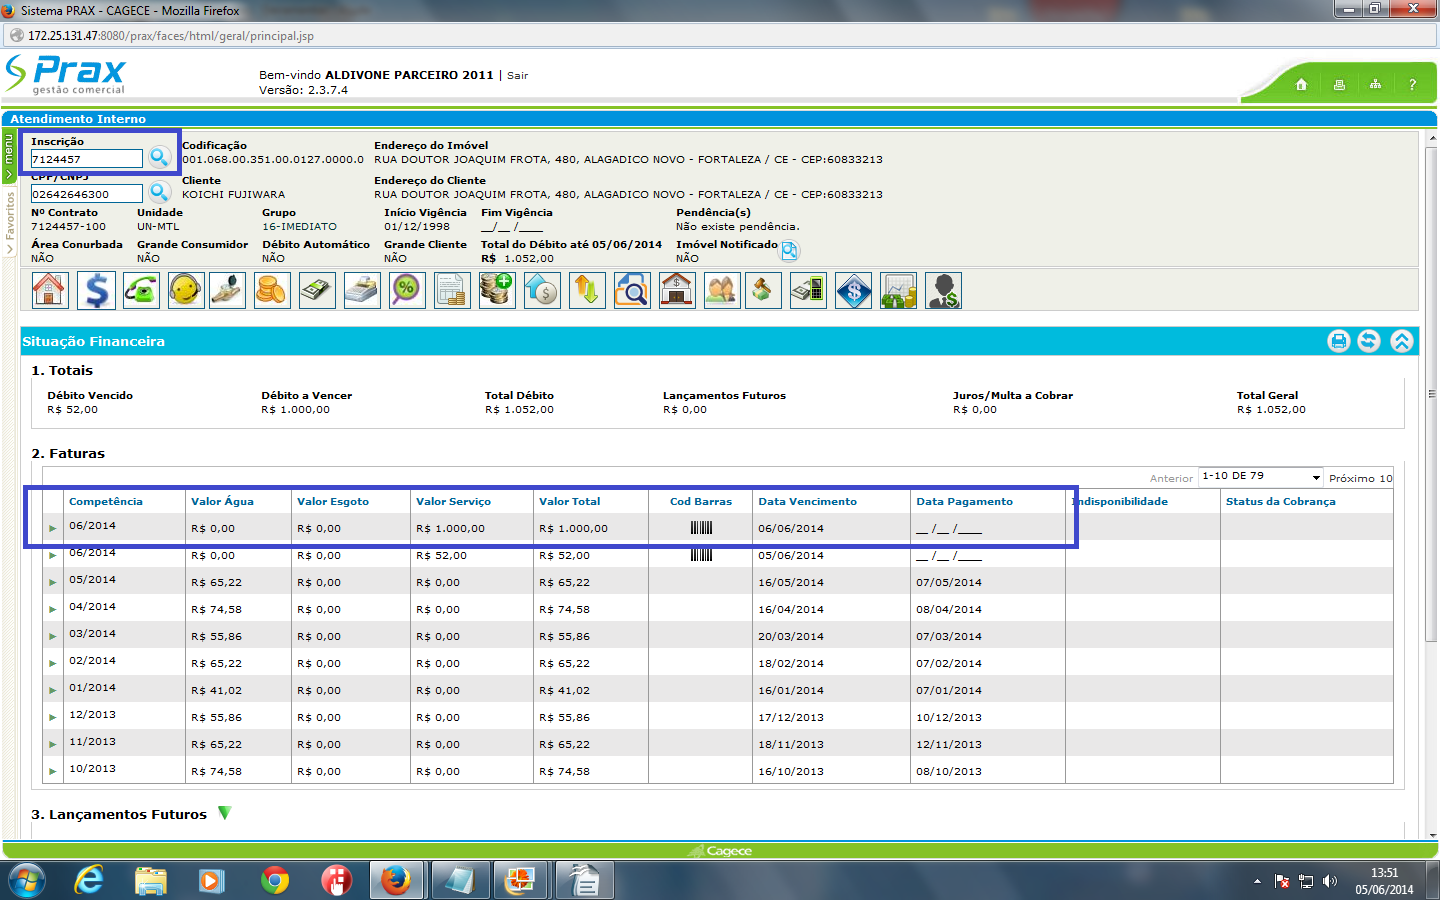 Sistema PRAX - CAGECE - Mozilla Firefox
172.25.131.47:8080/prax/faces/html/geral/principal.jsp
Prax
gestão comercial
Bem-vindo ALDIVONE PARCEIRO 2011 | Sair
Versão: 2.3.7.4
?
Atendimento Interno
menu
Favoritos
Inscrição Codificação Endereço do Imóvel
7124457 001.068.00.351.00.0127.0000.0 RUA DOUTOR JOAQUIM FROTA, 480, ALAGADICO NOVO - FORTALEZA / CE - CEP:60833213
CPF/CNPJ Cliente Endereço do Cliente
02642646300 KOICHI FUJIWARA RUA DOUTOR JOAQUIM FROTA, 480, ALAGADICO NOVO - FORTALEZA / CE - CEP:60833213
Nº Contrato Unidade Grupo Início Vigência Fim Vigência Pendência(s)
7124457-100 UN-MTL 16-IMEDIATO 01/12/1998 __/__/____ Não existe pendência.
Área Conurbada Grande Consumidor Débito Automático Grande Cliente Total do Débito até 05/06/2014 Imóvel Notificado
NÃO NÃO NÃO NÃO R$ 1.052,00 NÃO
Situação Financeira
1. Totais
Débito Vencido Débito a Vencer Total Débito Lançamentos Futuros Juros/Multa a Cobrar Total Geral
R$ 52,00 R$ 1.000,00 R$ 1.052,00 R$ 0,00 R$ 0,00 R$ 1.052,00
2. Faturas
Anterior 1-10 DE 79 Próximo 10
Competência Valor Água Valor Esgoto Valor Serviço Valor Total Cod Barras Data Vencimento Data Pagamento Indisponibilidade Status da Cobrança
06/2014 R$ 0,00 R$ 0,00 R$ 1.000,00 R$ 1.000,00 06/06/2014 __/__/____
06/2014 R$ 0,00 R$ 0,00 R$ 52,00 R$ 52,00 05/06/2014 __/__/____
05/2014 R$ 65,22 R$ 0,00 R$ 0,00 R$ 65,22 16/05/2014 07/05/2014
04/2014 R$ 74,58 R$ 0,00 R$ 0,00 R$ 74,58 16/04/2014 08/04/2014
03/2014 R$ 55,86 R$ 0,00 R$ 0,00 R$ 55,86 20/03/2014 07/03/2014
02/2014 R$ 65,22 R$ 0,00 R$ 0,00 R$ 65,22 18/02/2014 07/02/2014
01/2014 R$ 41,02 R$ 0,00 R$ 0,00 R$ 41,02 16/01/2014 07/01/2014
12/2013 R$ 55,86 R$ 0,00 R$ 0,00 R$ 55,86 17/12/2013 10/12/2013
11/2013 R$ 65,22 R$ 0,00 R$ 0,00 R$ 65,22 18/11/2013 12/11/2013
10/2013 R$ 74,58 R$ 0,00 R$ 0,00 R$ 74,58 16/10/2013 08/10/2013
3. Lançamentos Futuros
Cagece
13:51
05/06/2014